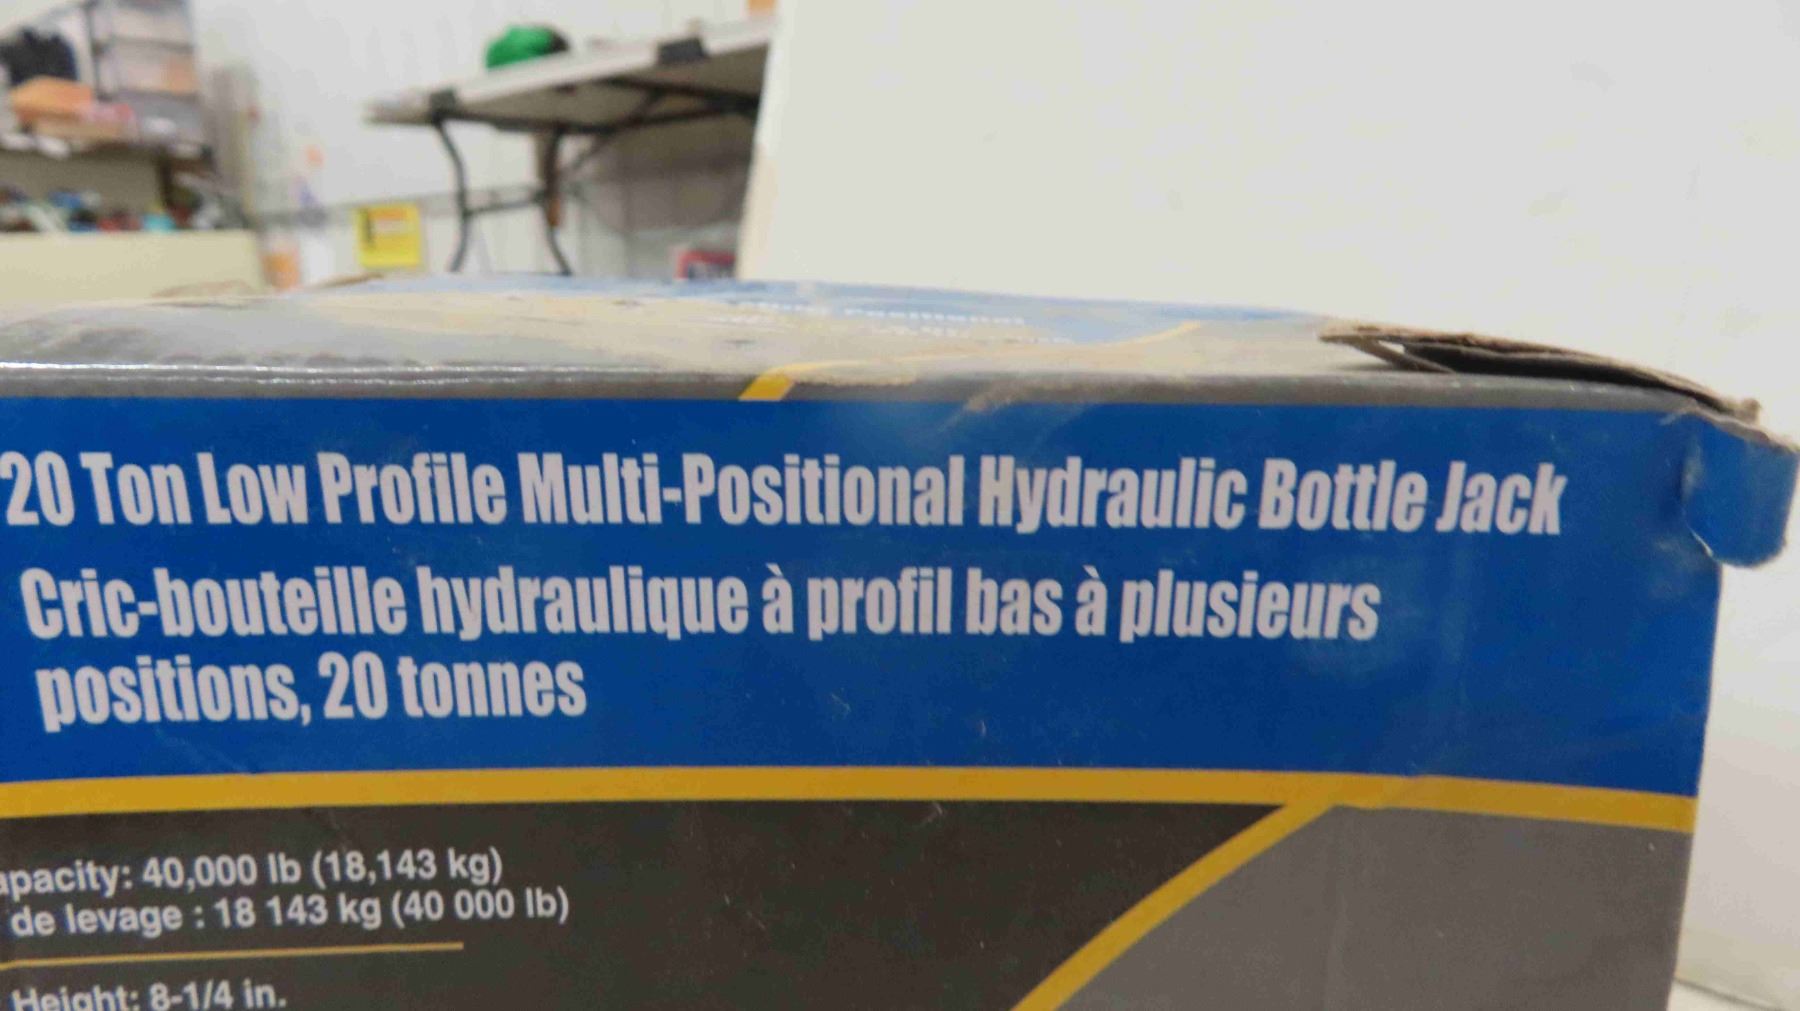 20 Ton Low Profile Multi-Positional Hydraulic Bottle Jack
Cric-bouteille hydraulique à profil bas à plusieurs
positions, 20 tonnes
apacity: 40,000 lb (18,143 kg)
de levage : 18 143 kg (40 000 lb)
Height: 8-1/4 in.